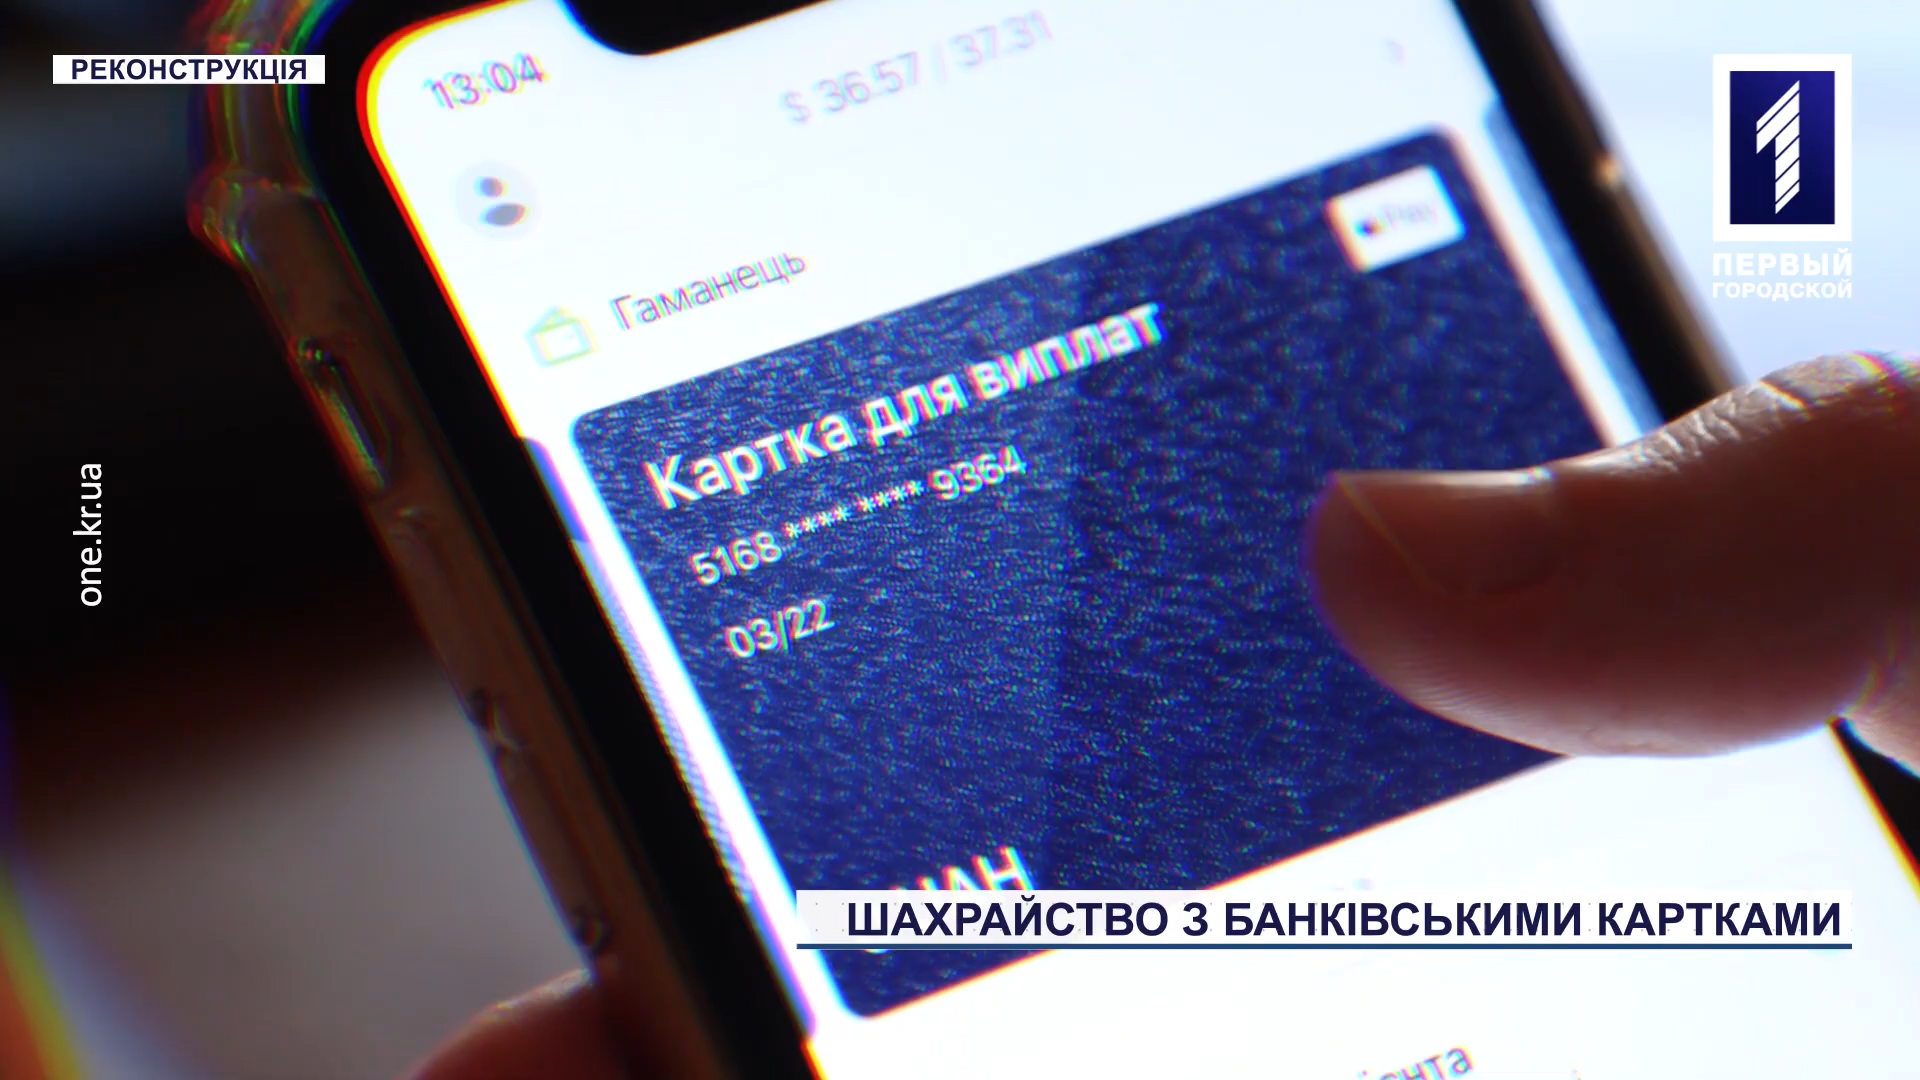 РЕКОНСТРУКЦІЯ
13:04
$ 36.57 / 37.31
ПЕРВЫЙ
ГОРОДСКОЙ
Pay
Гаманець
Картка для виплат
5168 **** **** 9364
03/22
one.kr.ua
ШАХРАЙСТВО З БАНКІВСЬКИМИ КАРТКАМИ